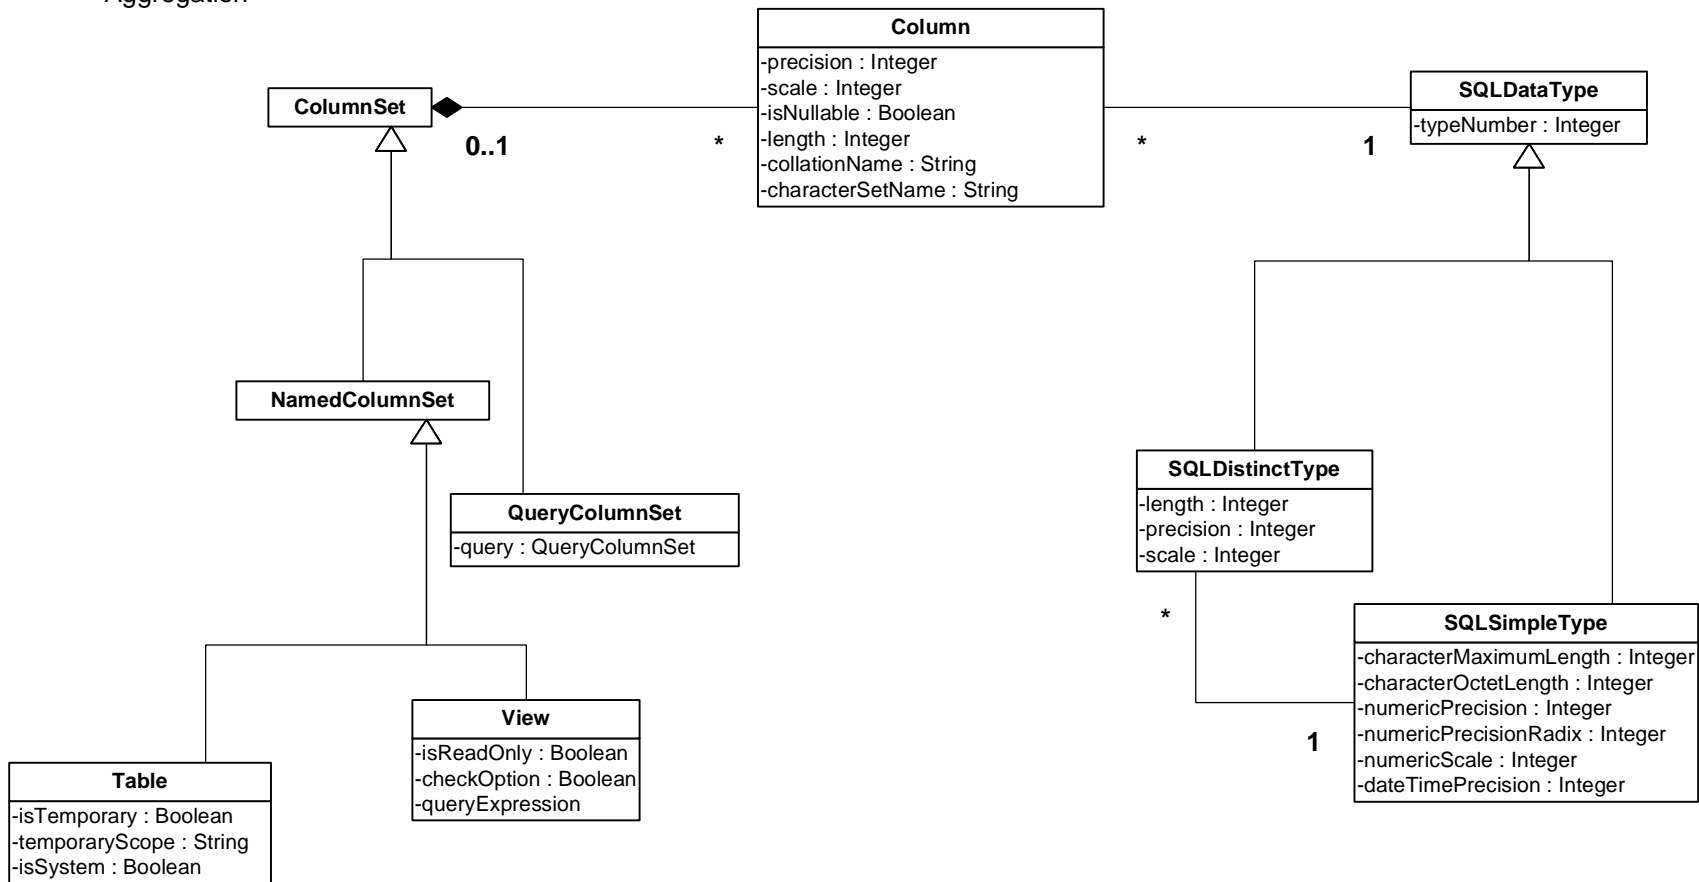 Aggregation
Column
-precision : Integer
-scale : Integer
-isNullable : Boolean
-length : Integer
-collationName : String
-characterSetName : String
ColumnSet
0..1
*
SQLDataType
-typeNumber : Integer
*
1
NamedColumnSet
QueryColumnSet
-query : QueryColumnSet
SQLDistinctType
-length : Integer
-precision : Integer
-scale : Integer
*
1
SQLSimpleType
-characterMaximumLength : Integer
-characterOctetLength : Integer
-numericPrecision : Integer
-numericPrecisionRadix : Integer
-numericScale : Integer
-dateTimePrecision : Integer
View
-isReadOnly : Boolean
-checkOption : Boolean
-queryExpression
Table
-isTemporary : Boolean
-temporaryScope : String
-isSystem : Boolean